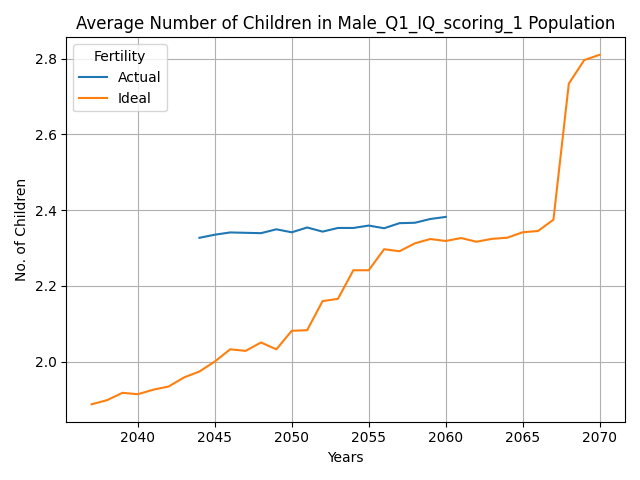 Average Number of Children in Male_Q1_IQ_scoring_1 Population
Fertility
Actual
Ideal
No. of Children
2.8
2.6
2.4
2.2
2.0
2040 2045 2050 2055 2060 2065 2070
Years